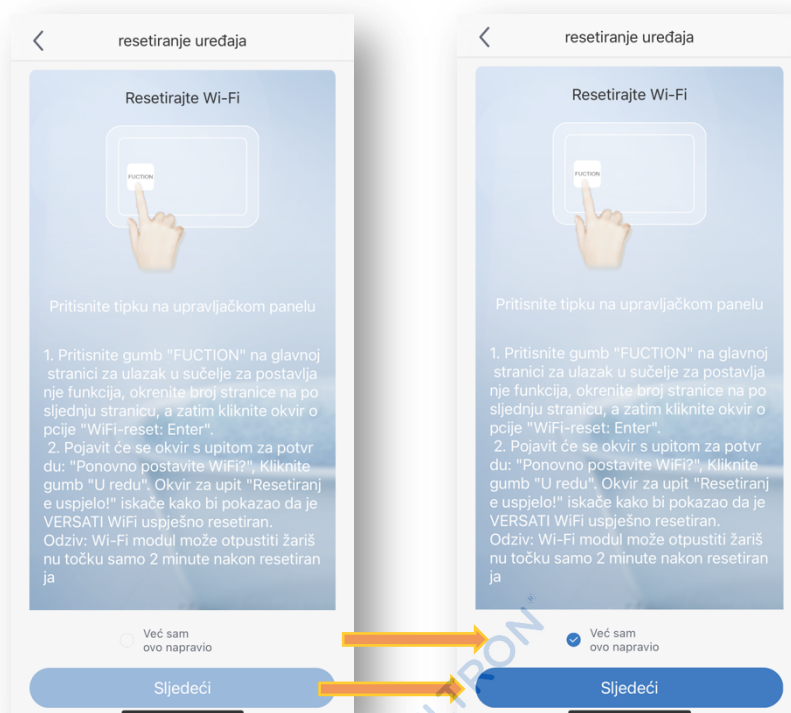 resetiranje uređaja
Resetirajte Wi-Fi
FUCTION
Pritisnite tipku na upravljačkom panelu
1. Pritisnite gumb "FUCTION" na glavnoj
stranici za ulazak u sučelje za postavlja
nje funkcija, okrenite broj stranice na po
sljednju stranicu, a zatim kliknite okvir o
pcije "WiFi-reset: Enter".
2. Pojavit će se okvir s upitom za potvr
du: "Ponovno postavite WiFi?", Kliknite
gumb "U redu". Okvir za upit "Resetiranj
e uspjelo!" iskače kako bi pokazao da je
VERSATI WiFi uspješno resetiran.
Odziv: Wi-Fi modul može otpustiti žariš
nu točku samo 2 minute nakon resetiran
ja
Već sam
ovo napravio
Sljedeći
resetiranje uređaja
Resetirajte Wi-Fi
FUCTION
Pritisnite tipku na upravljačkom panelu
1. Pritisnite gumb "FUCTION" na glavnoj
stranici za ulazak u sučelje za postavlja
nje funkcija, okrenite broj stranice na po
sljednju stranicu, a zatim kliknite okvir o
pcije "WiFi-reset: Enter".
2. Pojavit će se okvir s upitom za potvr
du: "Ponovno postavite WiFi?", Kliknite
gumb "U redu". Okvir za upit "Resetiranj
e uspjelo!" iskače kako bi pokazao da je
VERSATI WiFi uspješno resetiran.
Odziv: Wi-Fi modul može otpustiti žariš
nu točku samo 2 minute nakon resetiran
ja
Već sam
ovo napravio
Sljedeći